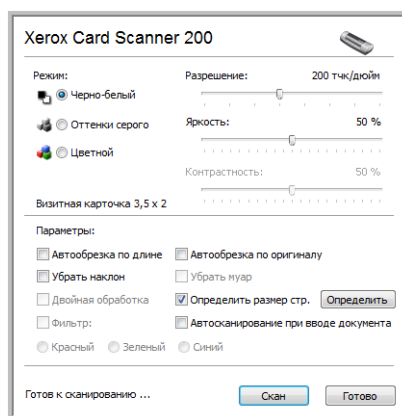 Xerox Card Scanner 200
Режим: Разрешение: 200 тчк/дюйм
Черно-белый
Оттенки серого Яркость: 50 %
Цветной
Контрастность: 50 %
Визитная карточка 3,5 x 2
Параметры:
Автообрезка по длине Автообрезка по оригиналу
Убрать наклон Убрать муар
Двойная обработка Определить размер стр. Определить
Фильтр: Автосканирование при вводе документа
Красный Зеленый Синий
Готов к сканированию ... Скан Готово